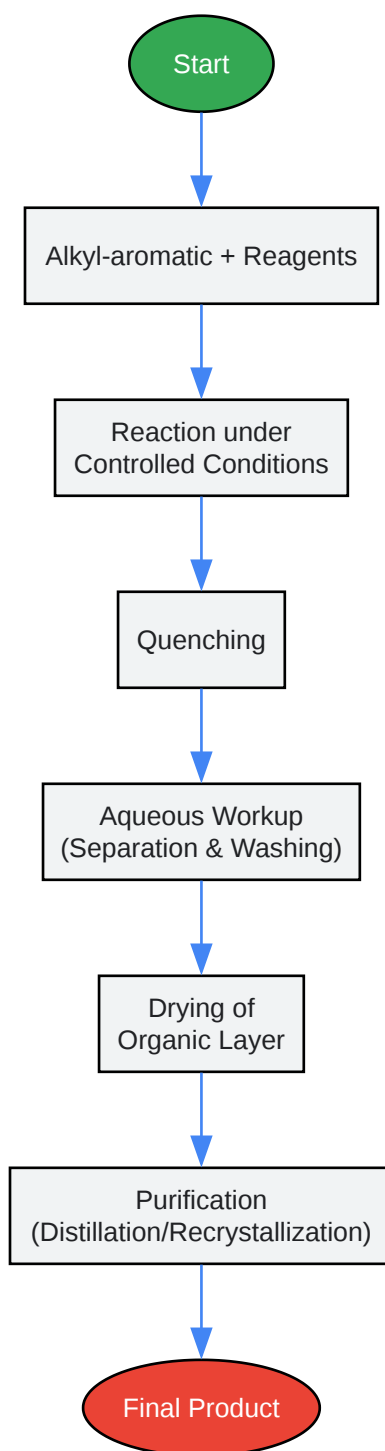 Start
Alkyl-aromatic + Reagents
Reaction under
Controlled Conditions
Quenching
Aqueous Workup
(Separation & Washing)
Drying of
Organic Layer
Purification
(Distillation/Recrystallization)
Final Product